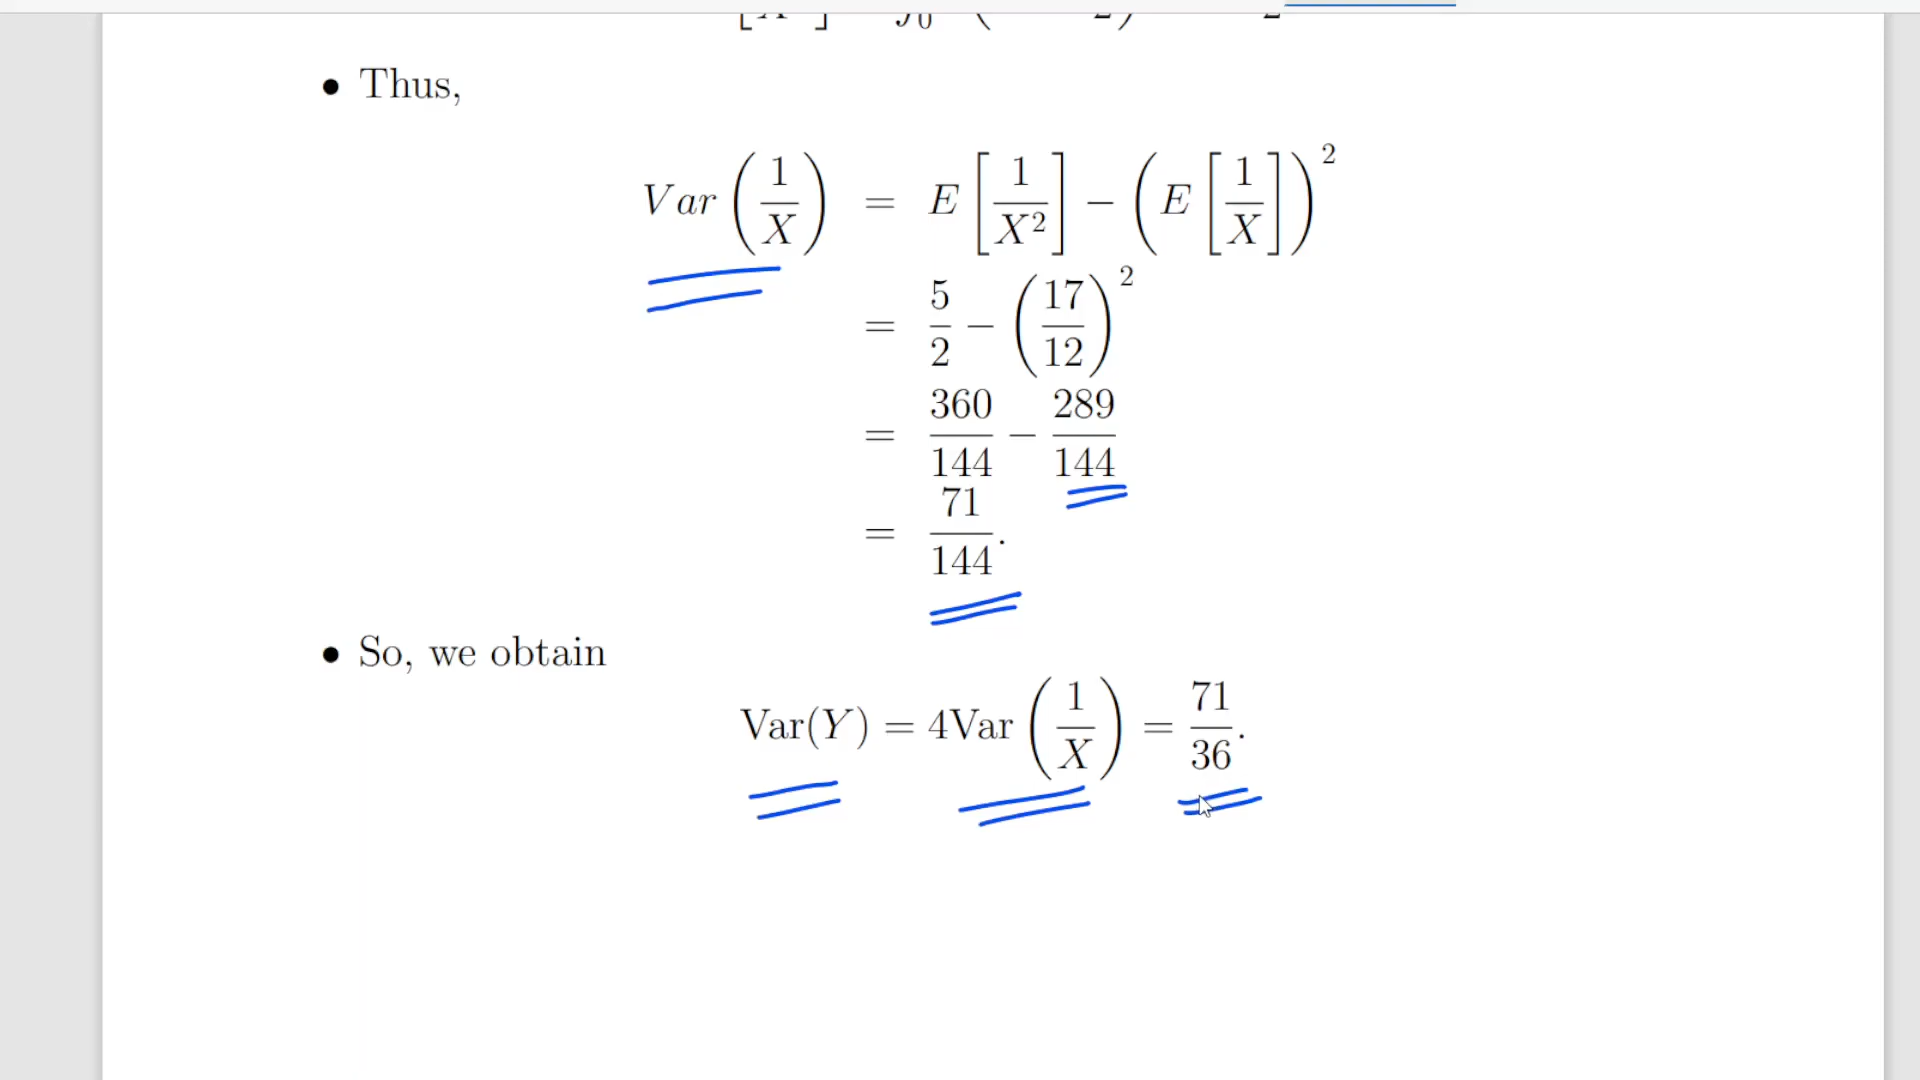 • Thus,
Var(1/X) = E[1/X²] − (E[1/X])²
= 5/2 − (17/12)²
= 360/144 − 289/144
= 71/144.
• So, we obtain
Var(Y) = 4Var(1/X) = 71/36.